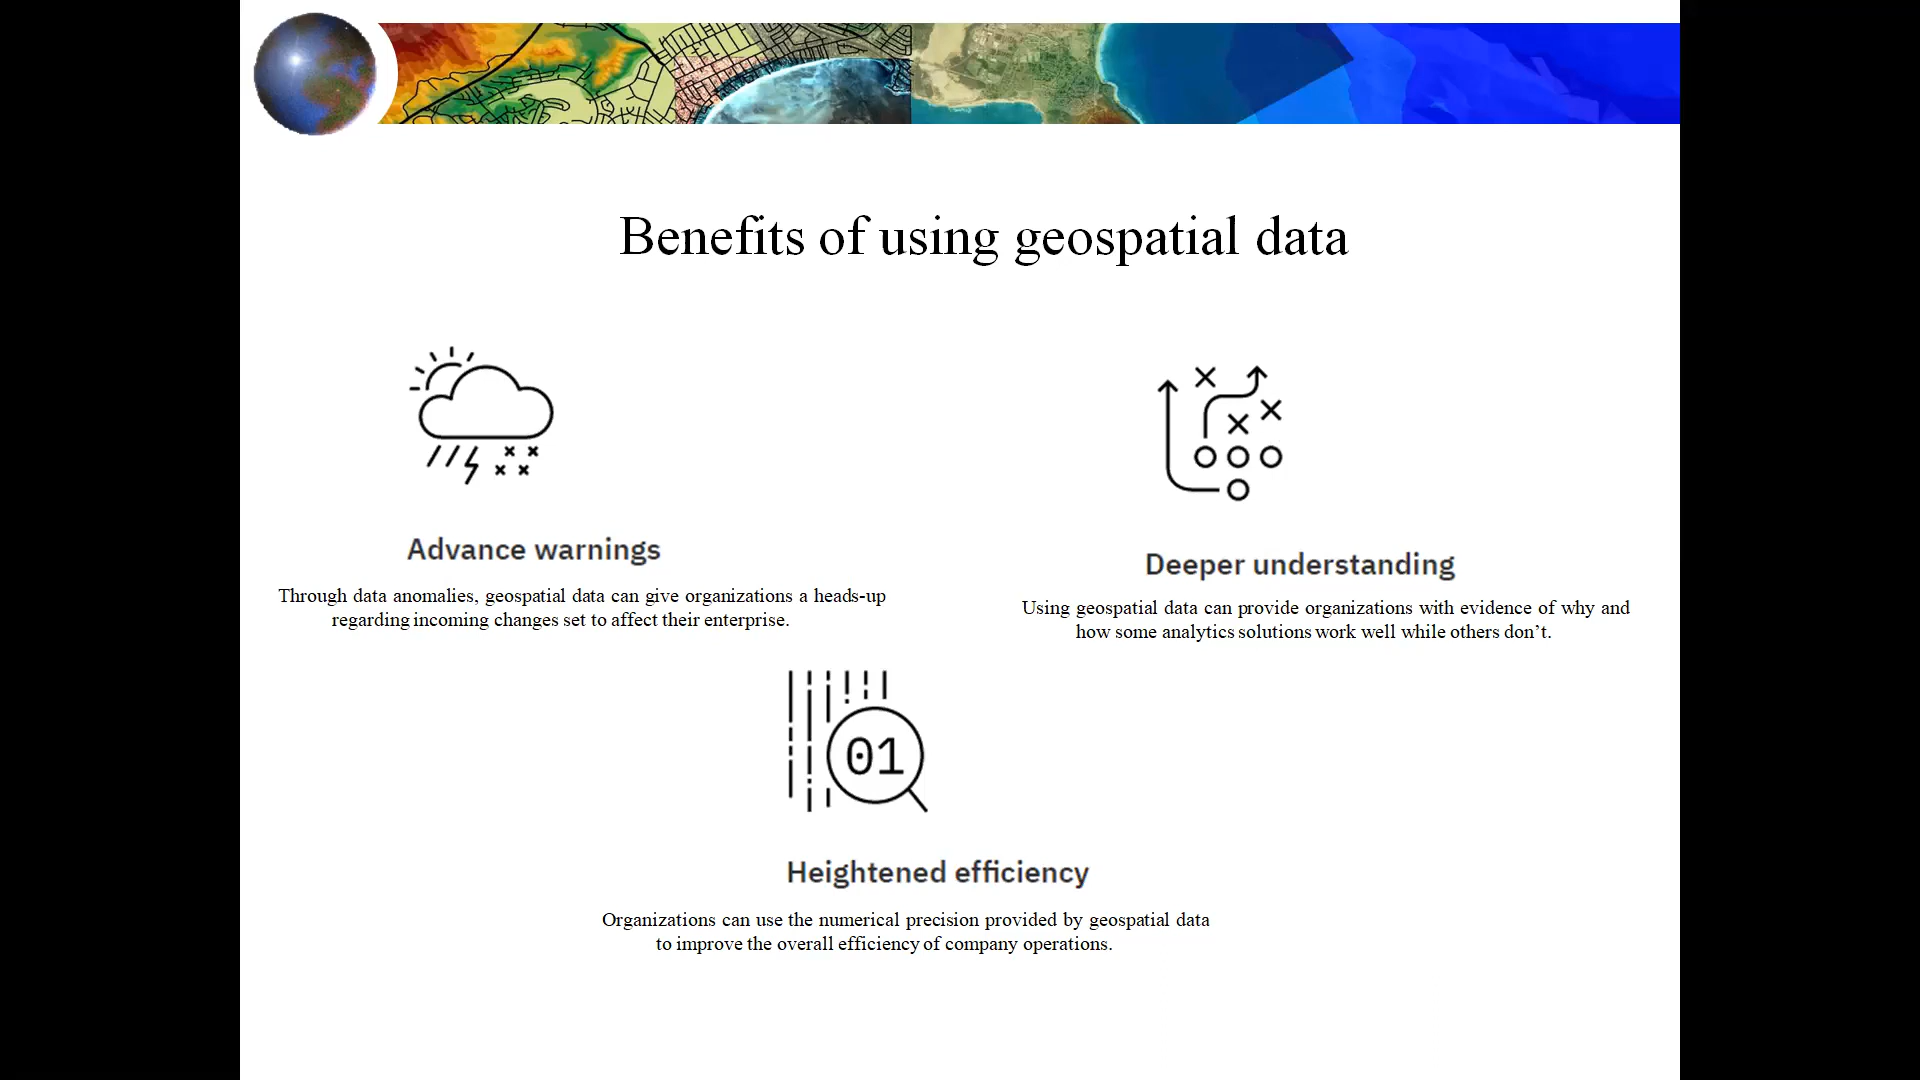 Benefits of using geospatial data
Advance warnings
Through data anomalies, geospatial data can give organizations a heads-up
regarding incoming changes set to affect their enterprise.
Deeper understanding
Using geospatial data can provide organizations with evidence of why and
how some analytics solutions work well while others don’t.
01
Heightened efficiency
Organizations can use the numerical precision provided by geospatial data
to improve the overall efficiency of company operations.